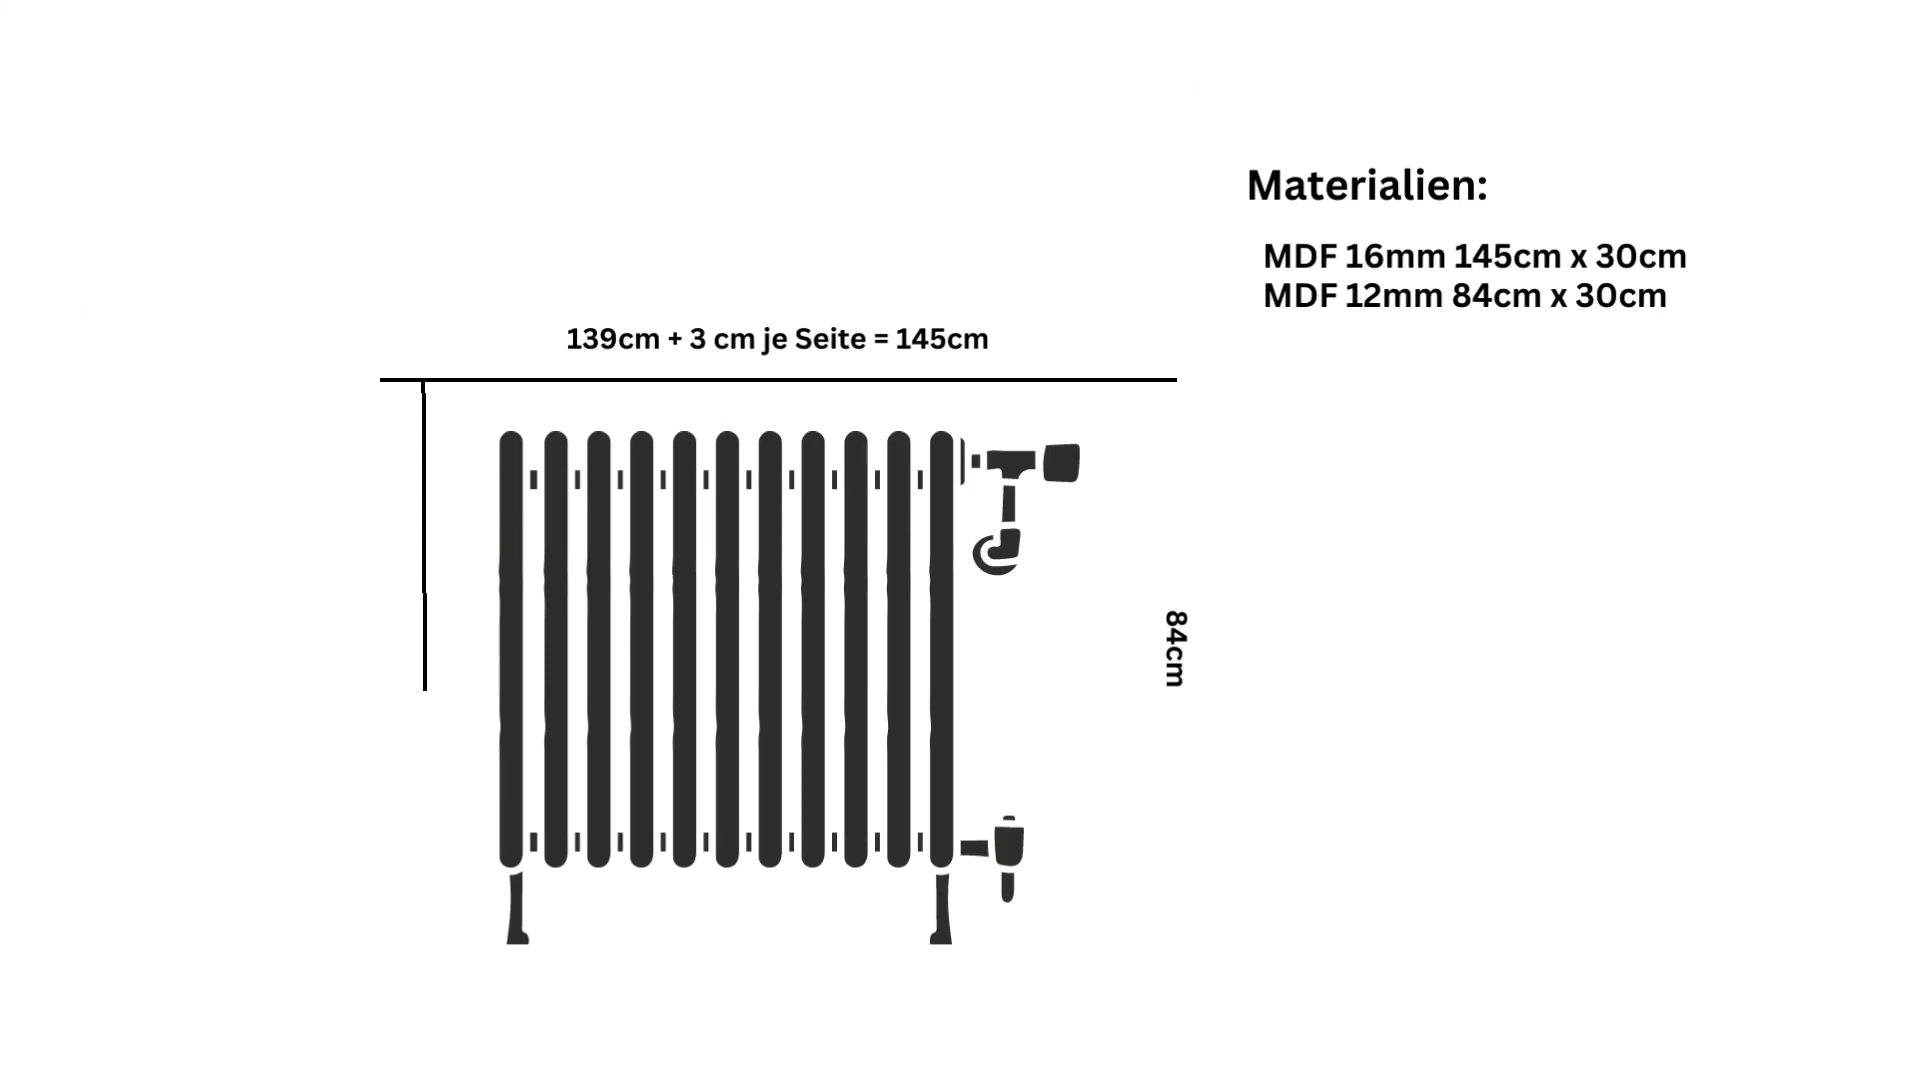 Materialien:
MDF 16mm 145cm x 30cm
MDF 12mm 84cm x 30cm
139cm + 3 cm je Seite = 145cm
84cm